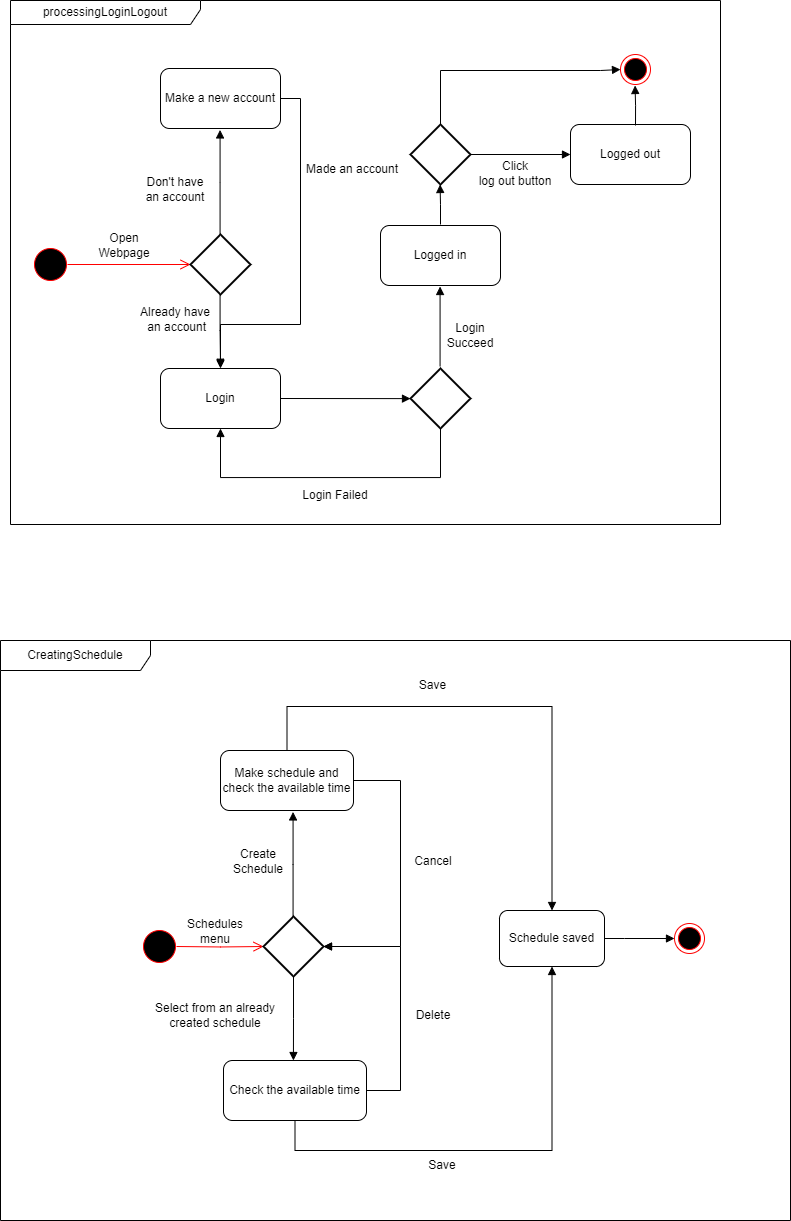 processingLoginLogout
Make a new account
Don't have
an account
Made an account
Click
log out button
Logged out
Open
Webpage
Logged in
Already have
an account
Login
Succeed
Login
Login Failed
CreatingSchedule
Save
Make schedule and
check the available time
Create
Schedule
Cancel
Schedules
menu
Schedule saved
Select from an already
created schedule
Delete
Check the available time
Save